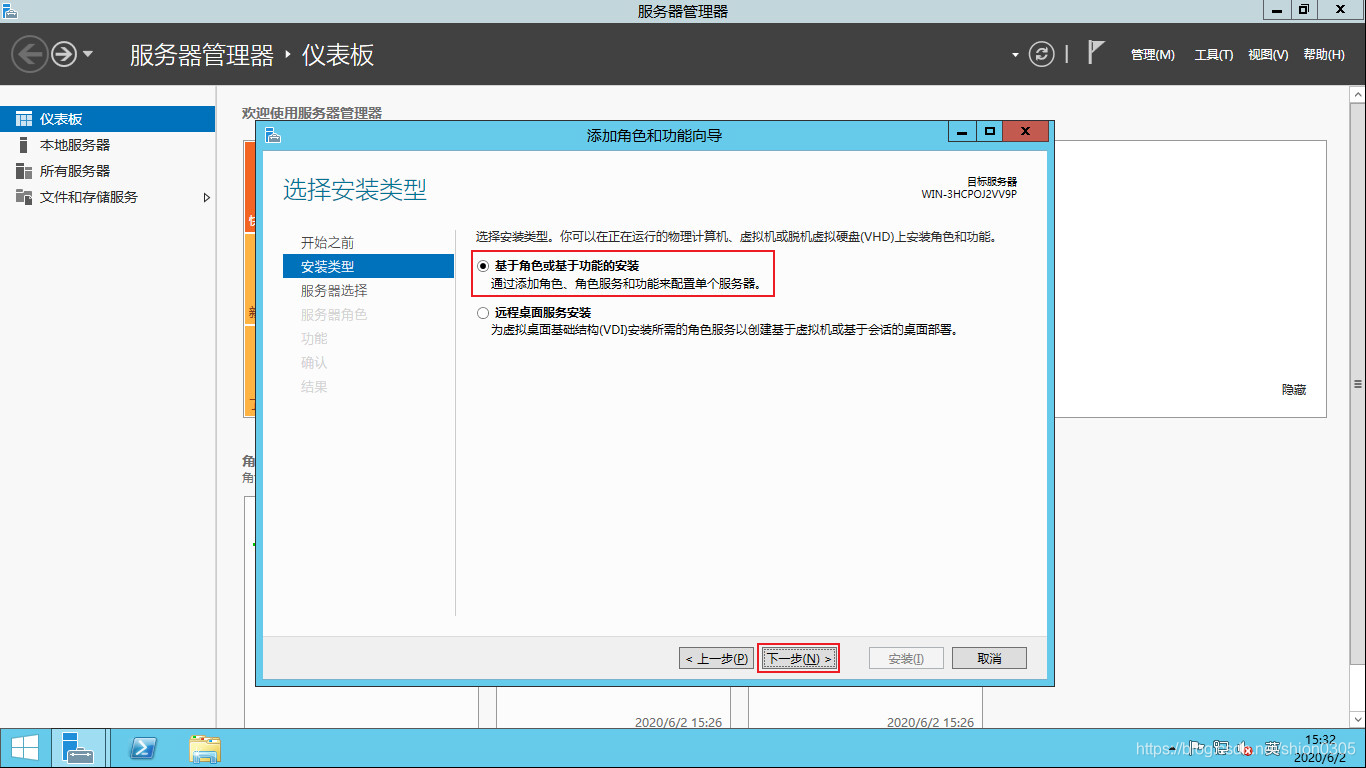 服务器管理器
服务器管理器 · 仪表板
管理(M) 工具(T) 视图(V) 帮助(H)
仪表板
本地服务器
所有服务器
文件和存储服务
欢迎使用服务器管理器
添加角色和功能向导
选择安装类型
目标服务器
WIN-3HCPOJ2VV9P
开始之前
安装类型
服务器选择
服务器角色
功能
确认
结果
选择安装类型。你可以在正在运行的物理计算机、虚拟机或脱机虚拟硬盘(VHD)上安装角色和功能。
基于角色或基于功能的安装
通过添加角色、角色服务和功能来配置单个服务器。
远程桌面服务安装
为虚拟桌面基础结构(VDI)安装所需的角色服务以创建基于虚拟机或基于会话的桌面部署。
隐藏
角
角
< 上一步(P)
下一步(N) >
安装(I)
取消
2020/6/2 15:26
2020/6/2 15:26
英
15:32
2020/6/2